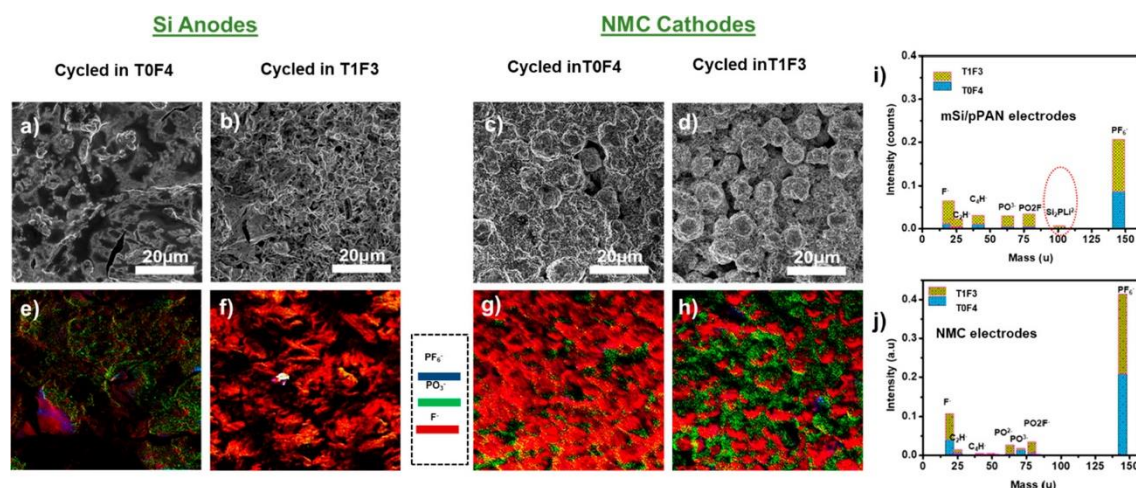 Si Anodes
NMC Cathodes
Cycled in T0F4
Cycled in T1F3
Cycled inT0F4
Cycled inT1F3
a)
b)
c)
d)
20μm
20μm
20μm
20μm
e)
f)
g)
h)
PF₆⁻
PO₃⁻
F⁻
i)
0.4
0.3
0.2
0.1
0.0
Intensity (counts)
T1F3
T0F4
mSi/pPAN electrodes
F⁻
C₂H⁻
C₄H⁻
PO³⁻
PO2F⁻
Si₂PLi²⁻
PF₆⁻
0
25
50
75
100
125
150
Mass (u)
j)
0.4
0.3
0.2
0.1
0.0
Intensity (a.u)
T1F3
T0F4
NMC electrodes
F⁻
C₂H⁻
C₄H⁻
PO²⁻
PO³⁻
PO2F⁻
PF₆⁻
0
25
50
75
100
125
150
Mass (u)